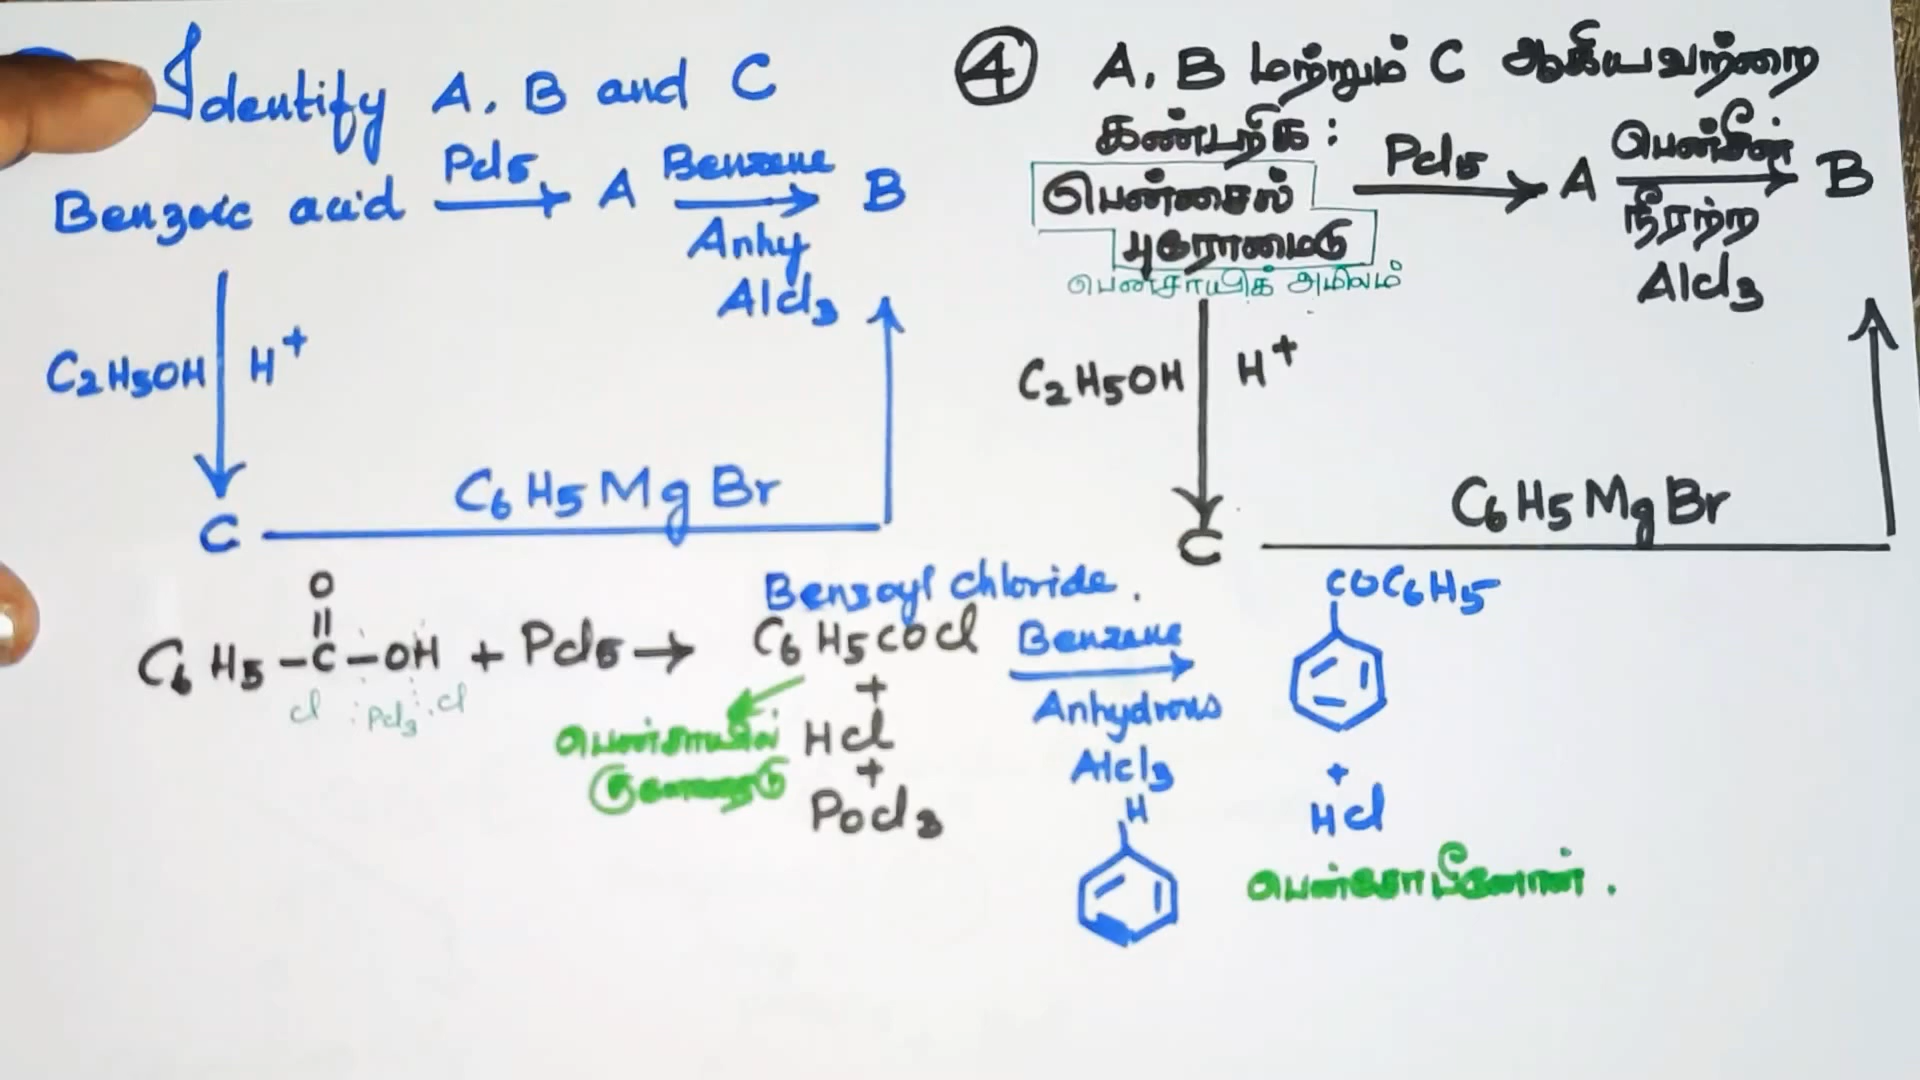 Identify A, B and C
Benzoic acid PCl5 A Benzene B
Anhy
AlCl3
C2H5OH H+
C C6H5MgBr
④ A, B மற்றும் C ஆகியவற்றை
கண்டறிக :
பென்சைல் PCl5 A பென்சீன் B
புரோமைடு நீரற்ற
பென்சாயிக் அமிலம் AlCl3
C2H5OH H+
C C6H5MgBr
O
C6H5-C-OH + PCl5 → C6H5COCl
Cl PCl3 Cl
Benzoyl chloride.
பென்சாயில்
குளோரைடு
+
HCl
+
POCl3
Benzene
Anhydrous
AlCl3
H
COC6H5
+
HCl
பென்சோபீனோன்.